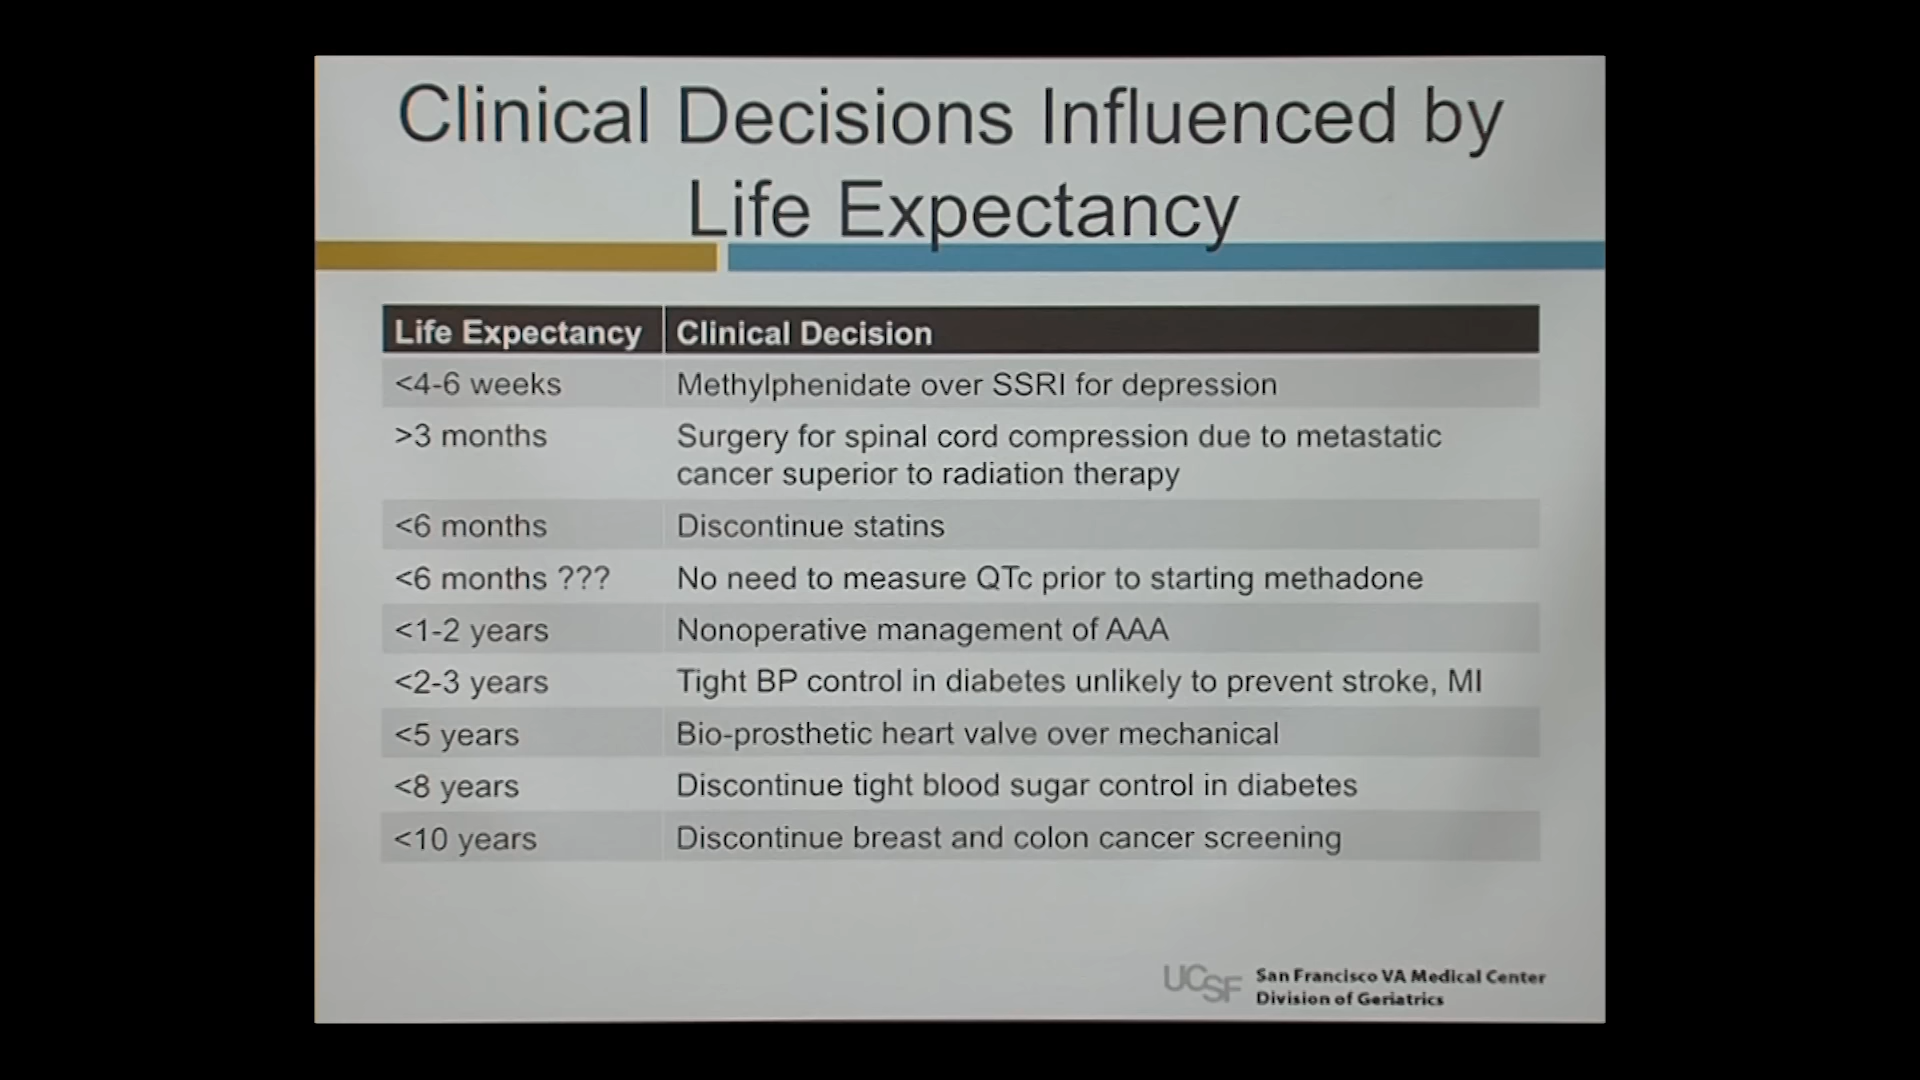 Clinical Decisions Influenced by
Life Expectancy
Life Expectancy Clinical Decision
<4-6 weeks Methylphenidate over SSRI for depression
>3 months Surgery for spinal cord compression due to metastatic
cancer superior to radiation therapy
<6 months Discontinue statins
<6 months ??? No need to measure QTc prior to starting methadone
<1-2 years Nonoperative management of AAA
<2-3 years Tight BP control in diabetes unlikely to prevent stroke, MI
<5 years Bio-prosthetic heart valve over mechanical
<8 years Discontinue tight blood sugar control in diabetes
<10 years Discontinue breast and colon cancer screening
UCSF San Francisco VA Medical Center
Division of Geriatrics